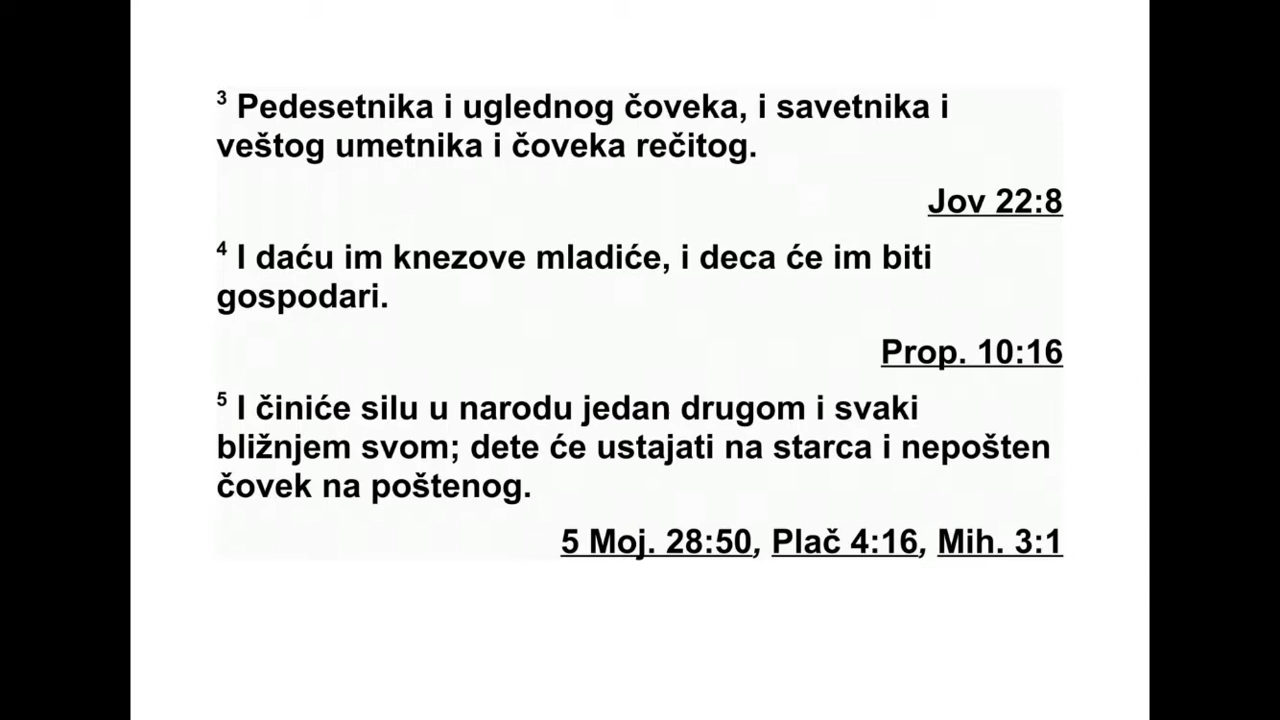 3 Pedesetnika i uglednog čoveka, i savetnika i
veštog umetnika i čoveka rečitog.
Jov 22:8
4 I daću im knezove mladiće, i deca će im biti
gospodari.
Prop. 10:16
5 I činiće silu u narodu jedan drugom i svaki
bližnjem svom; dete će ustajati na starca i nepošten
čovek na poštenog.
5 Moj. 28:50, Plač 4:16, Mih. 3:1